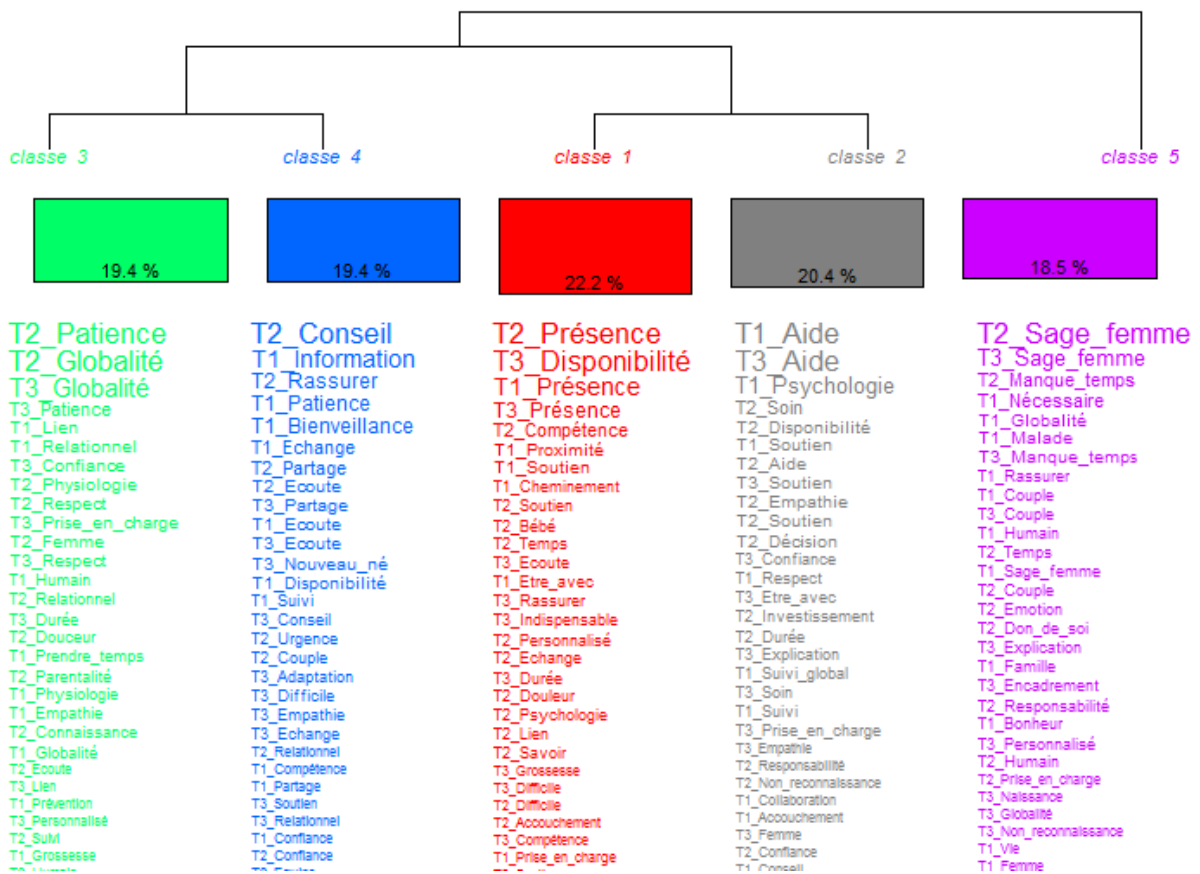 classe 3
classe 4
classe 1
classe 2
classe 5
19.4 %
19.4 %
22.2 %
20.4 %
18.5 %
T2_Patience
T2_Globalité
T3_Globalité
T3_Patience
T1_Lien
T1_Relationnel
T3_Confiance
T2_Physiologie
T2_Respect
T3_Prise_en_charge
T2_Femme
T3_Respect
T1_Humain
T2_Relationnel
T3_Durée
T2_Douceur
T1_Prendre_temps
T2_Parentalité
T1_Physiologie
T1_Empathie
T2_Connaissance
T1_Globalité
T2_Ecoute
T3_Lien
T1_Prévention
T3_Personnalisé
T2_Suivi
T1_Grossesse
T2_Conseil
T1_Information
T2_Rassurer
T1_Patience
T1_Bienveillance
T1_Echange
T2_Partage
T2_Ecoute
T3_Partage
T1_Ecoute
T3_Ecoute
T3_Nouveau_né
T1_Disponibilité
T1_Suivi
T3_Conseil
T2_Urgence
T2_Couple
T3_Adaptation
T3_Difficile
T3_Empathie
T3_Echange
T2_Relationnel
T1_Compétence
T1_Partage
T3_Soutien
T3_Relationnel
T1_Confiance
T2_Confiance
T2_Présence
T3_Disponibilité
T1_Présence
T3_Présence
T2_Compétence
T1_Proximité
T1_Soutien
T1_Cheminement
T2_Soutien
T2_Bébé
T2_Temps
T3_Ecoute
T1_Etre_avec
T3_Rassurer
T3_Indispensable
T2_Personnalisé
T2_Echange
T3_Durée
T2_Douleur
T2_Psychologie
T2_Lien
T2_Savoir
T3_Grossesse
T3_Difficile
T2_Difficile
T2_Accouchement
T3_Compétence
T1_Prise_en_charge
T1_Aide
T3_Aide
T1_Psychologie
T2_Soin
T2_Disponibilité
T1_Soutien
T2_Aide
T3_Soutien
T2_Empathie
T2_Soutien
T2_Décision
T3_Confiance
T1_Respect
T3_Etre_avec
T2_Investissement
T2_Durée
T3_Explication
T1_Suivi_global
T3_Soin
T1_Suivi
T3_Prise_en_charge
T3_Empathie
T2_Responsabilité
T2_Non_reconnaissance
T1_Collaboration
T1_Accouchement
T3_Femme
T2_Confiance
T1_Conseil
T2_Sage_femme
T3_Sage_femme
T2_Manque_temps
T1_Nécessaire
T1_Globalité
T1_Malade
T3_Manque_temps
T1_Rassurer
T1_Couple
T3_Couple
T1_Humain
T2_Temps
T1_Sage_femme
T2_Couple
T2_Emotion
T2_Don_de_soi
T3_Explication
T1_Famille
T3_Encadrement
T2_Responsabilité
T1_Bonheur
T3_Personnalisé
T2_Humain
T2_Prise_en_charge
T3_Naissance
T3_Globalité
T3_Non_reconnaissance
T1_Vie
T1_Femme